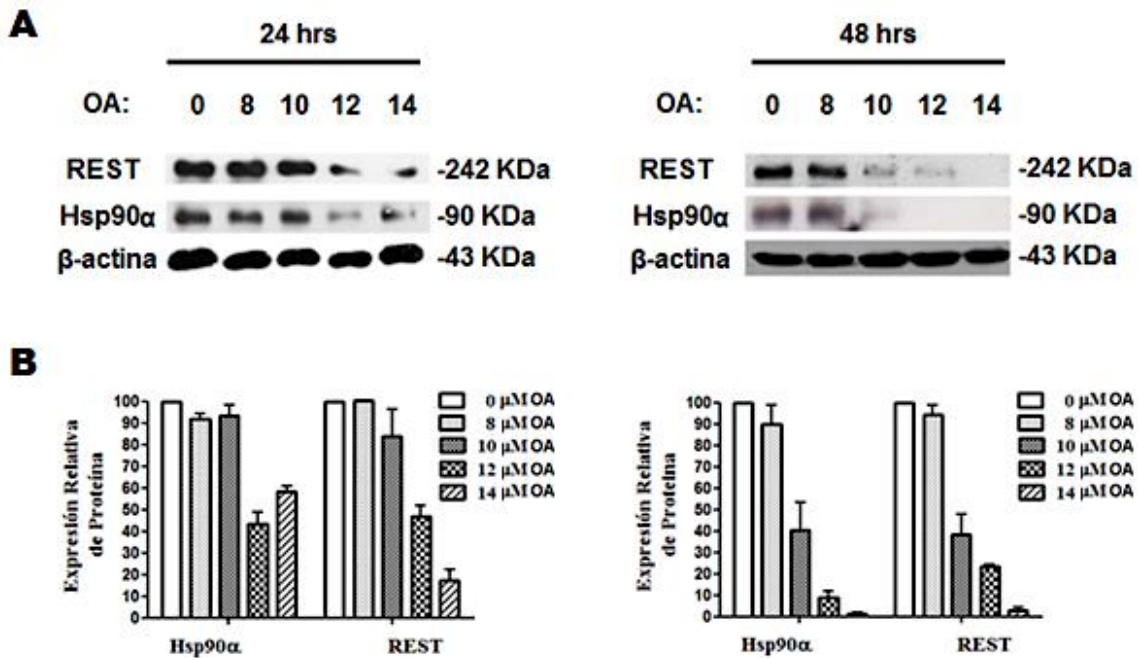 A
24 hrs
OA: 0 8 10 12 14
REST -242 KDa
Hsp90α -90 KDa
β-actina -43 KDa
48 hrs
OA: 0 8 10 12 14
REST -242 KDa
Hsp90α -90 KDa
β-actina -43 KDa
B
Expresión Relativa
de Proteína
100
90
80
70
60
50
40
30
20
10
0
Hsp90α REST
0 µM OA
8 µM OA
10 µM OA
12 µM OA
14 µM OA
Expresión Relativa
de Proteína
100
90
80
70
60
50
40
30
20
10
0
Hsp90α REST
0 µM OA
8 µM OA
10 µM OA
12 µM OA
14 µM OA